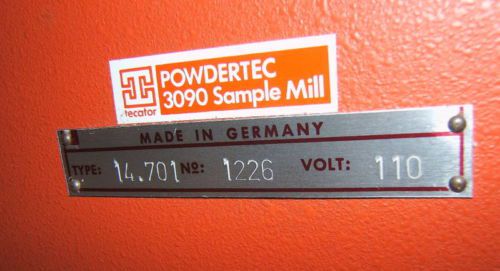 POWDERTEC
3090 Sample Mill
tecator
MADE IN GERMANY
TYPE: 14.701 No: 1226 VOLT: 110